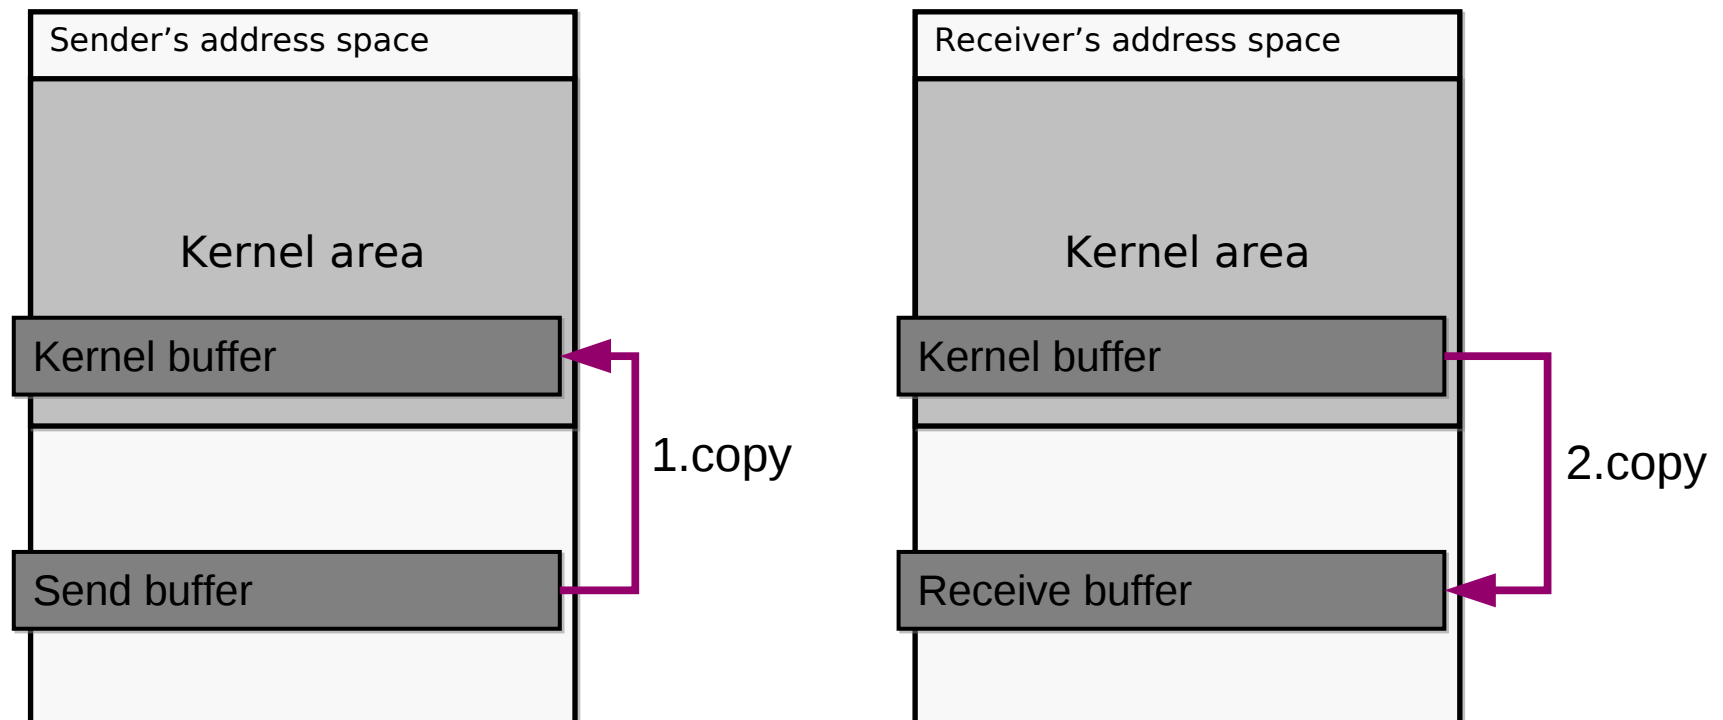 Sender’s address space
Kernel area
Kernel buffer
1.copy
Send buffer
Receiver’s address space
Kernel area
Kernel buffer
2.copy
Receive buffer